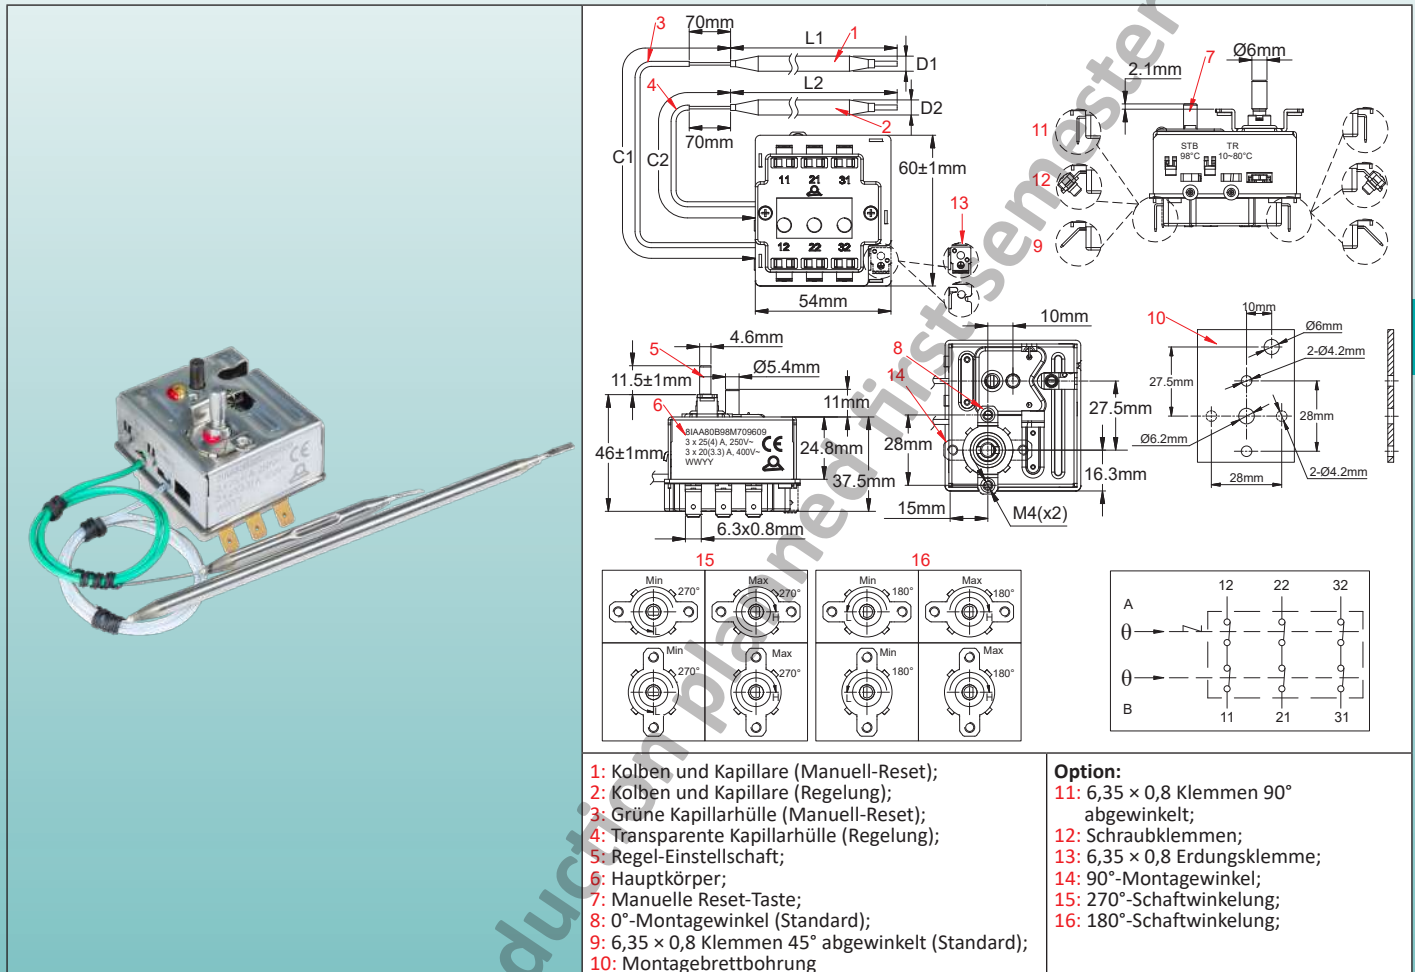 3
70mm
L1
1
D1
4
L2
D2
2
70mm
C1
C2
60±1mm
11 21 31
12 22 32
13
54mm
2.1mm
Ø6mm
7
11
12
9
STB
98°C
TR
10~80°C
4.6mm
5
11.5±1mm
Ø5.4mm
11mm
6
8IAA80B98M709609
3 x 25(4) A, 250V~
3 x 20(3.3) A, 400V~
WWYY
CE
46±1mm
24.8mm
37.5mm
6.3x0.8mm
10mm
8
14
27.5mm
28mm
16.3mm
15mm
M4(x2)
10
10mm
Ø6mm
2-Ø4.2mm
27.5mm
28mm
Ø6.2mm
2-Ø4.2mm
28mm
15
Min
270°
L
Max
270°
H
Min
270°
L
Max
270°
H
16
Min
180°
L
Max
180°
H
Min
180°
L
Max
180°
H
12 22 32
A
θ
θ
B
11 21 31
1: Kolben und Kapillare (Manuell-Reset);
2: Kolben und Kapillare (Regelung);
3: Grüne Kapillarhülle (Manuell-Reset);
4: Transparente Kapillarhülle (Regelung);
5: Regel-Einstellschaft;
6: Hauptkörper;
7: Manuelle Reset-Taste;
8: 0°-Montagewinkel (Standard);
9: 6,35 × 0,8 Klemmen 45° abgewinkelt (Standard);
10: Montagebrettbohrung
Option:
11: 6,35 × 0,8 Klemmen 90°
abgewinkelt;
12: Schraubklemmen;
13: 6,35 × 0,8 Erdungsklemme;
14: 90°-Montagewinkel;
15: 270°-Schaftwinkelung;
16: 180°-Schaftwinkelung;
duction planned first semester